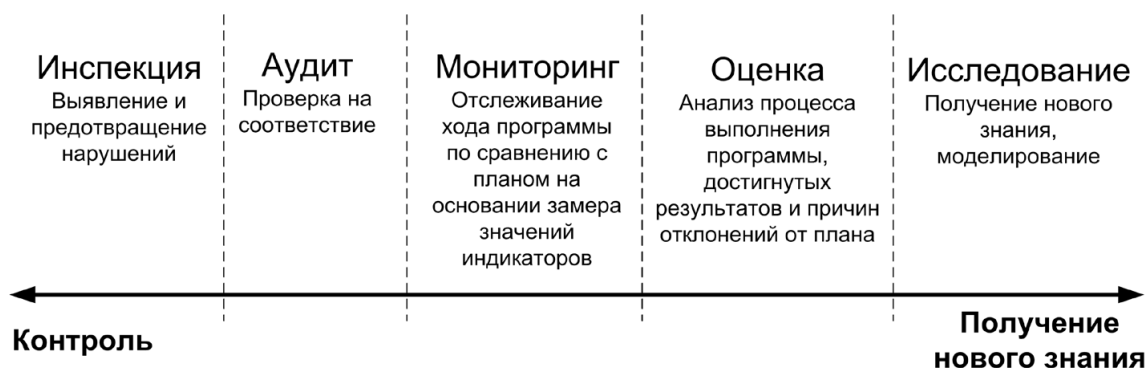 Инспекция
Выявление и
предотвращение
нарушений
Аудит
Проверка на
соответствие
Мониторинг
Отслеживание
хода программы
по сравнению с
планом на
основании замера
значений
индикаторов
Оценка
Анализ процесса
выполнения
программы,
достигнутых
результатов и причин
отклонений от плана
Исследование
Получение нового
знания,
моделирование
Контроль
Получение
нового знания